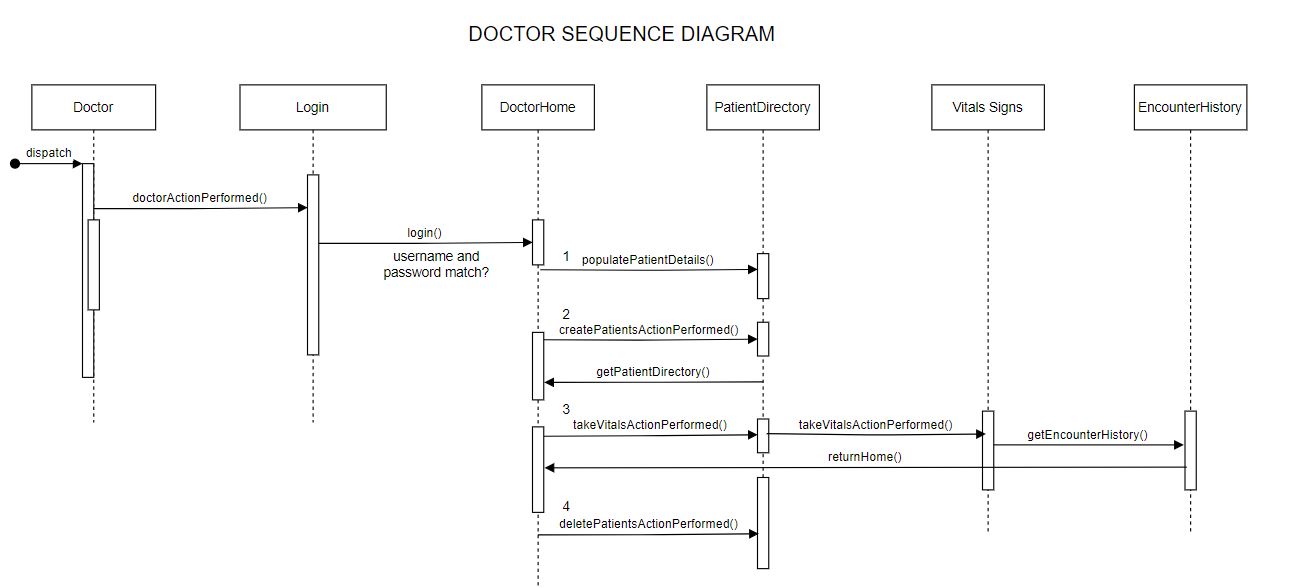 DOCTOR SEQUENCE DIAGRAM
Doctor
Login
DoctorHome
PatientDirectory
Vitals Signs
EncounterHistory
dispatch
doctorActionPerformed()
login()
username and
password match?
1
populatePatientDetails()
2
createPatientsActionPerformed()
getPatientDirectory()
3
takeVitalsActionPerformed()
takeVitalsActionPerformed()
getEncounterHistory()
returnHome()
4
deletePatientsActionPerformed()